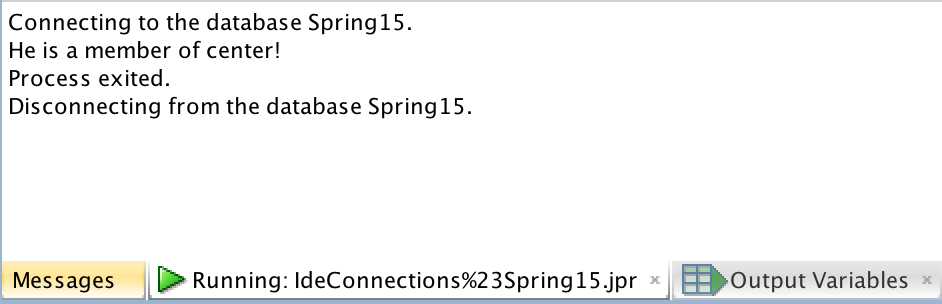 Connecting to the database Spring15.
He is a member of center!
Process exited.
Disconnecting from the database Spring15.
Messages Running: IdeConnections%23Spring15.jpr Output Variables